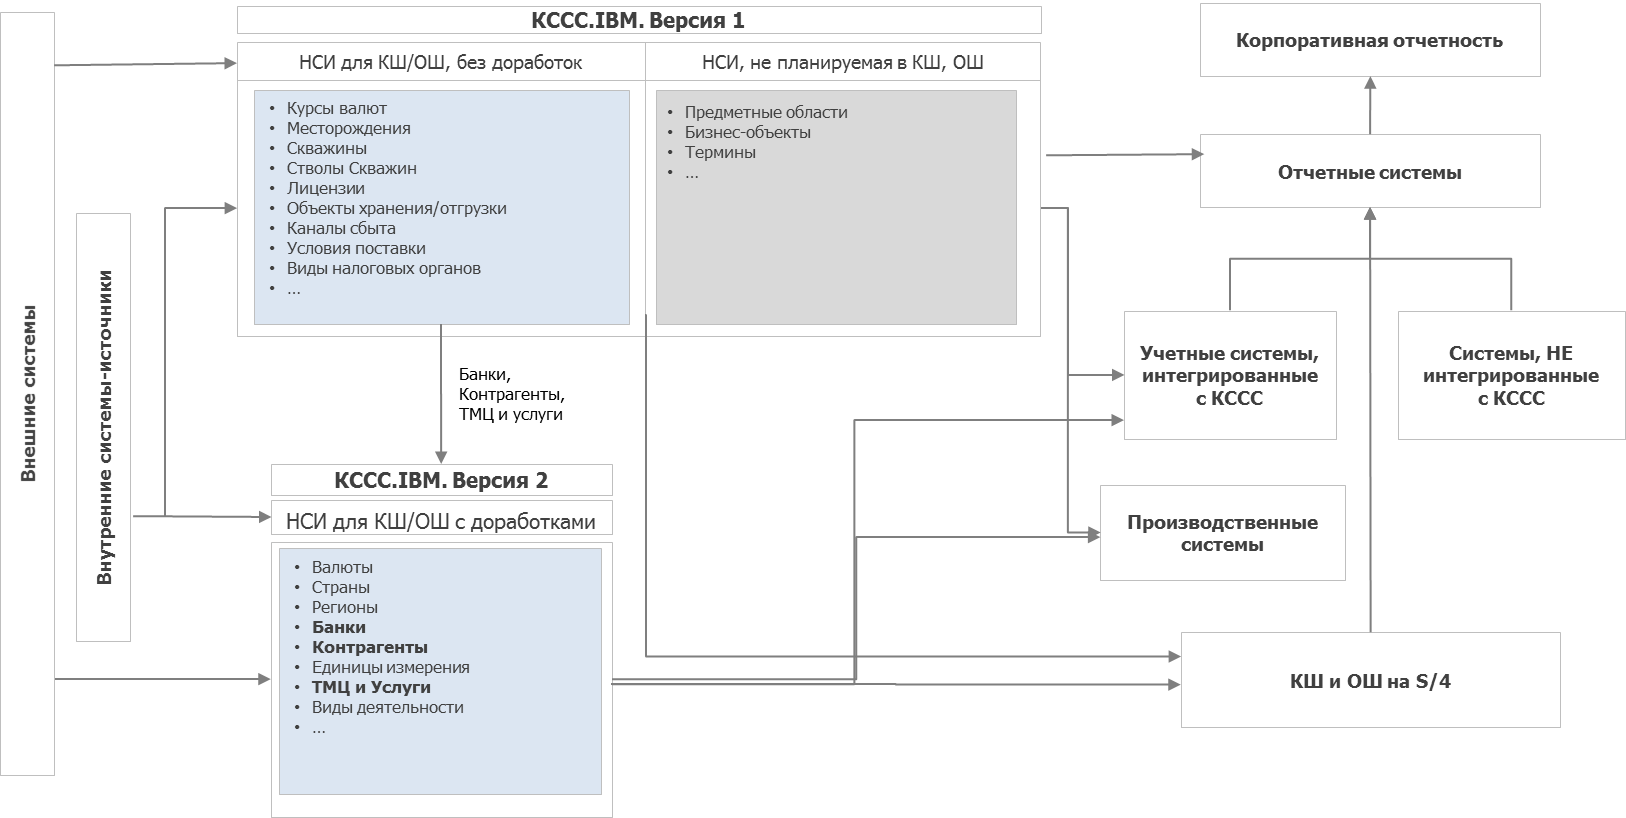 Внешние системы
Внутренние системы-источники
КССС.IBM. Версия 1
НСИ для КШ/ОШ, без доработок
• Курсы валют
• Месторождения
• Скважины
• Стволы Скважин
• Лицензии
• Объекты хранения/отгрузки
• Каналы сбыта
• Условия поставки
• Виды налоговых органов
• ...
НСИ, не планируемая в КШ, ОШ
• Предметные области
• Бизнес-объекты
• Термины
• ...
Банки,
Контрагенты,
ТМЦ и услуги
КССС.IBM. Версия 2
НСИ для КШ/ОШ с доработками
• Валюты
• Страны
• Регионы
• Банки
• Контрагенты
• Единицы измерения
• ТМЦ и Услуги
• Виды деятельности
• ...
Корпоративная отчетность
Отчетные системы
Учетные системы,
интегрированные
с КССС
Системы, НЕ
интегрированные
с КССС
Производственные
системы
КШ и ОШ на S/4